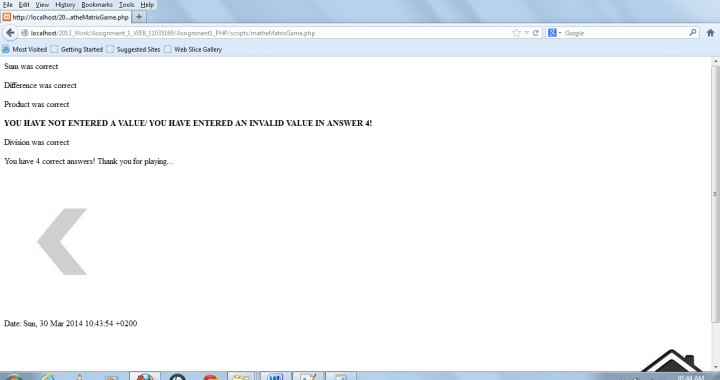 File Edit View History Bookmarks Tools Help
http://localhost/20...atheMatrixGame.php
localhost/2013_Work/Assignment_1_WEB_11035169/Assignment1_PHP/scripts/matheMatrixGame.php
Google
Most Visited Getting Started Suggested Sites Web Slice Gallery
Sum was correct
Difference was correct
Product was correct
YOU HAVE NOT ENTERED A VALUE/ YOU HAVE ENTERED AN INVALID VALUE IN ANSWER 4!
Division was correct
You have 4 correct answers! Thank you for playing...
Date: Sun, 30 Mar 2014 10:43:54 +0200